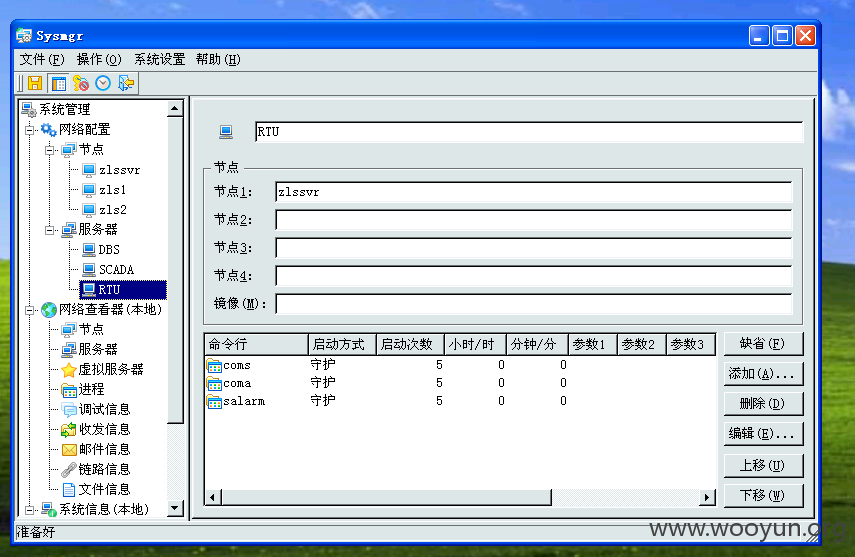 Sysmgr
文件(F) 操作(O) 系统设置 帮助(H)
系统管理
网络配置
节点
zlssvr
zls1
zls2
服务器
DBS
SCADA
RTU
网络查看器(本地)
节点
服务器
虚拟服务器
进程
调试信息
收发信息
邮件信息
链路信息
文件信息
系统信息(本地)
RTU
节点
节点1: zlssvr
节点2:
节点3:
节点4:
镜像(M):
命令行 启动方式 启动次数 小时/时 分钟/分 参数1 参数2 参数3
coms 守护 5 0 0
coma 守护 5 0 0
salarm 守护 5 0 0
缺省(F)
添加(A)...
删除(D)
编辑(E)...
上移(U)
下移(W)
准备好
www.wooyun.org